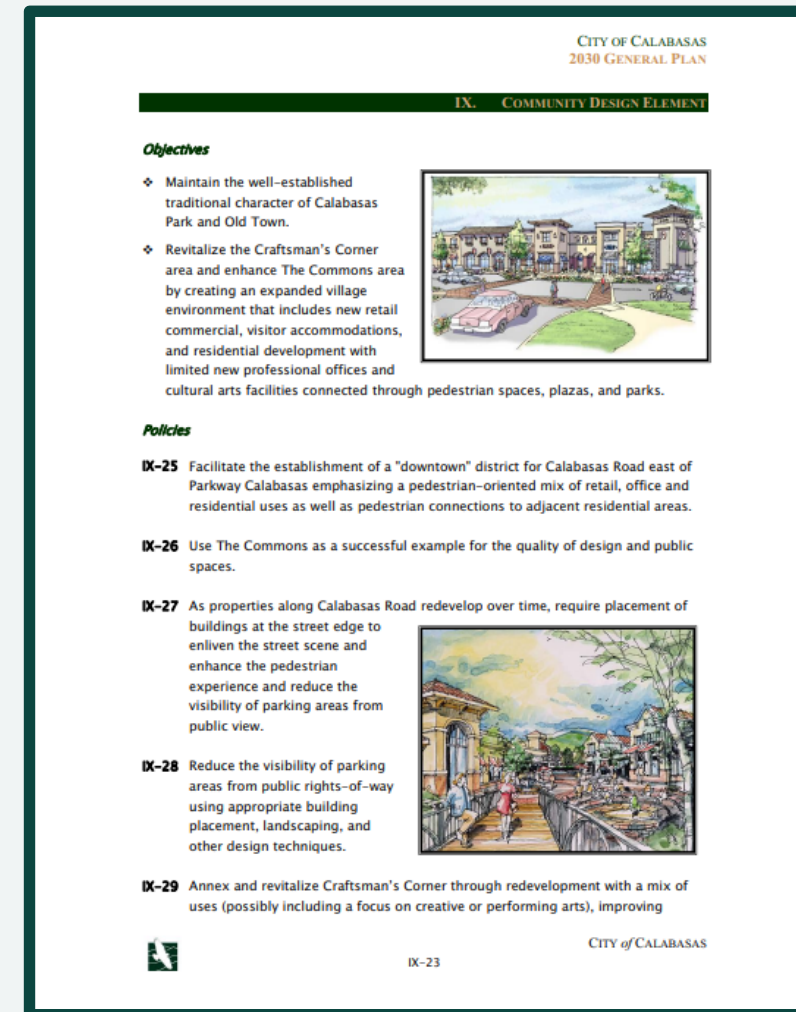 CITY OF CALABASAS
2030 GENERAL PLAN
IX. COMMUNITY DESIGN ELEMENT
Objectives
❖ Maintain the well-established
traditional character of Calabasas
Park and Old Town.
❖ Revitalize the Craftsman's Corner
area and enhance The Commons area
by creating an expanded village
environment that includes new retail
commercial, visitor accommodations,
and residential development with
limited new professional offices and
cultural arts facilities connected through pedestrian spaces, plazas, and parks.
Policies
IX-25 Facilitate the establishment of a "downtown" district for Calabasas Road east of
Parkway Calabasas emphasizing a pedestrian-oriented mix of retail, office and
residential uses as well as pedestrian connections to adjacent residential areas.
IX-26 Use The Commons as a successful example for the quality of design and public
spaces.
IX-27 As properties along Calabasas Road redevelop over time, require placement of
buildings at the street edge to
enliven the street scene and
enhance the pedestrian
experience and reduce the
visibility of parking areas from
public view.
IX-28 Reduce the visibility of parking
areas from public rights-of-way
using appropriate building
placement, landscaping, and
other design techniques.
IX-29 Annex and revitalize Craftsman's Corner through redevelopment with a mix of
uses (possibly including a focus on creative or performing arts), improving
CITY of CALABASAS
IX-23